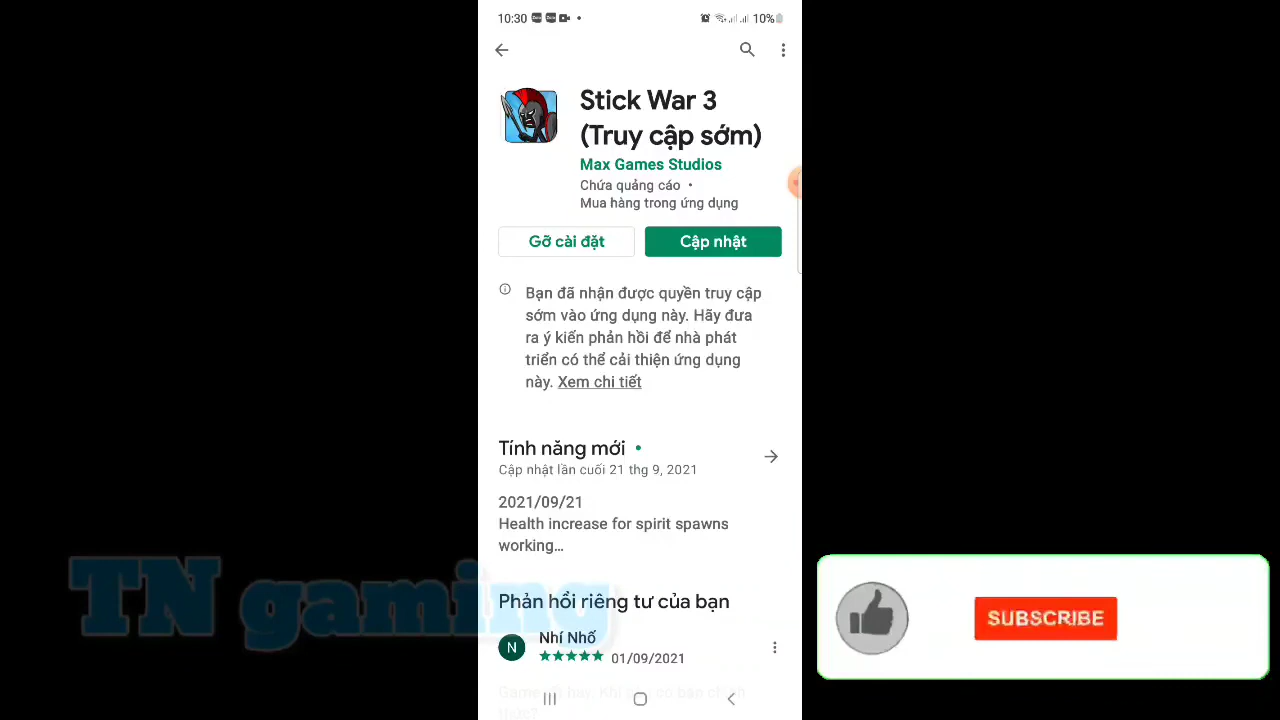 10:30
10%
Stick War 3
(Truy cập sớm)
Max Games Studios
Chứa quảng cáo •
Mua hàng trong ứng dụng
Gỡ cài đặt
Cập nhật
Bạn đã nhận được quyền truy cập
sớm vào ứng dụng này. Hãy đưa
ra ý kiến phản hồi để nhà phát
triển có thể cải thiện ứng dụng
này. Xem chi tiết
Tính năng mới •
Cập nhật lần cuối 21 thg 9, 2021
2021/09/21
Health increase for spirit spawns
working...
TN gaming
Phản hồi riêng tư của bạn
N
Nhí Nhố
01/09/2021
SUBSCRIBE